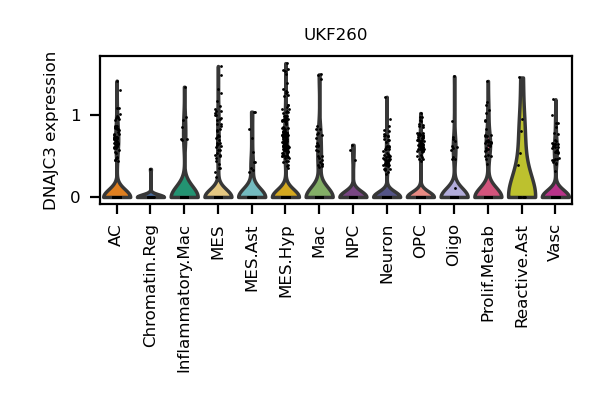 UKF260
DNAJC3 expression
1
0
AC
Chromatin.Reg
Inflammatory.Mac
MES
MES.Ast
MES.Hyp
Mac
NPC
Neuron
OPC
Oligo
Prolif.Metab
Reactive.Ast
Vasc